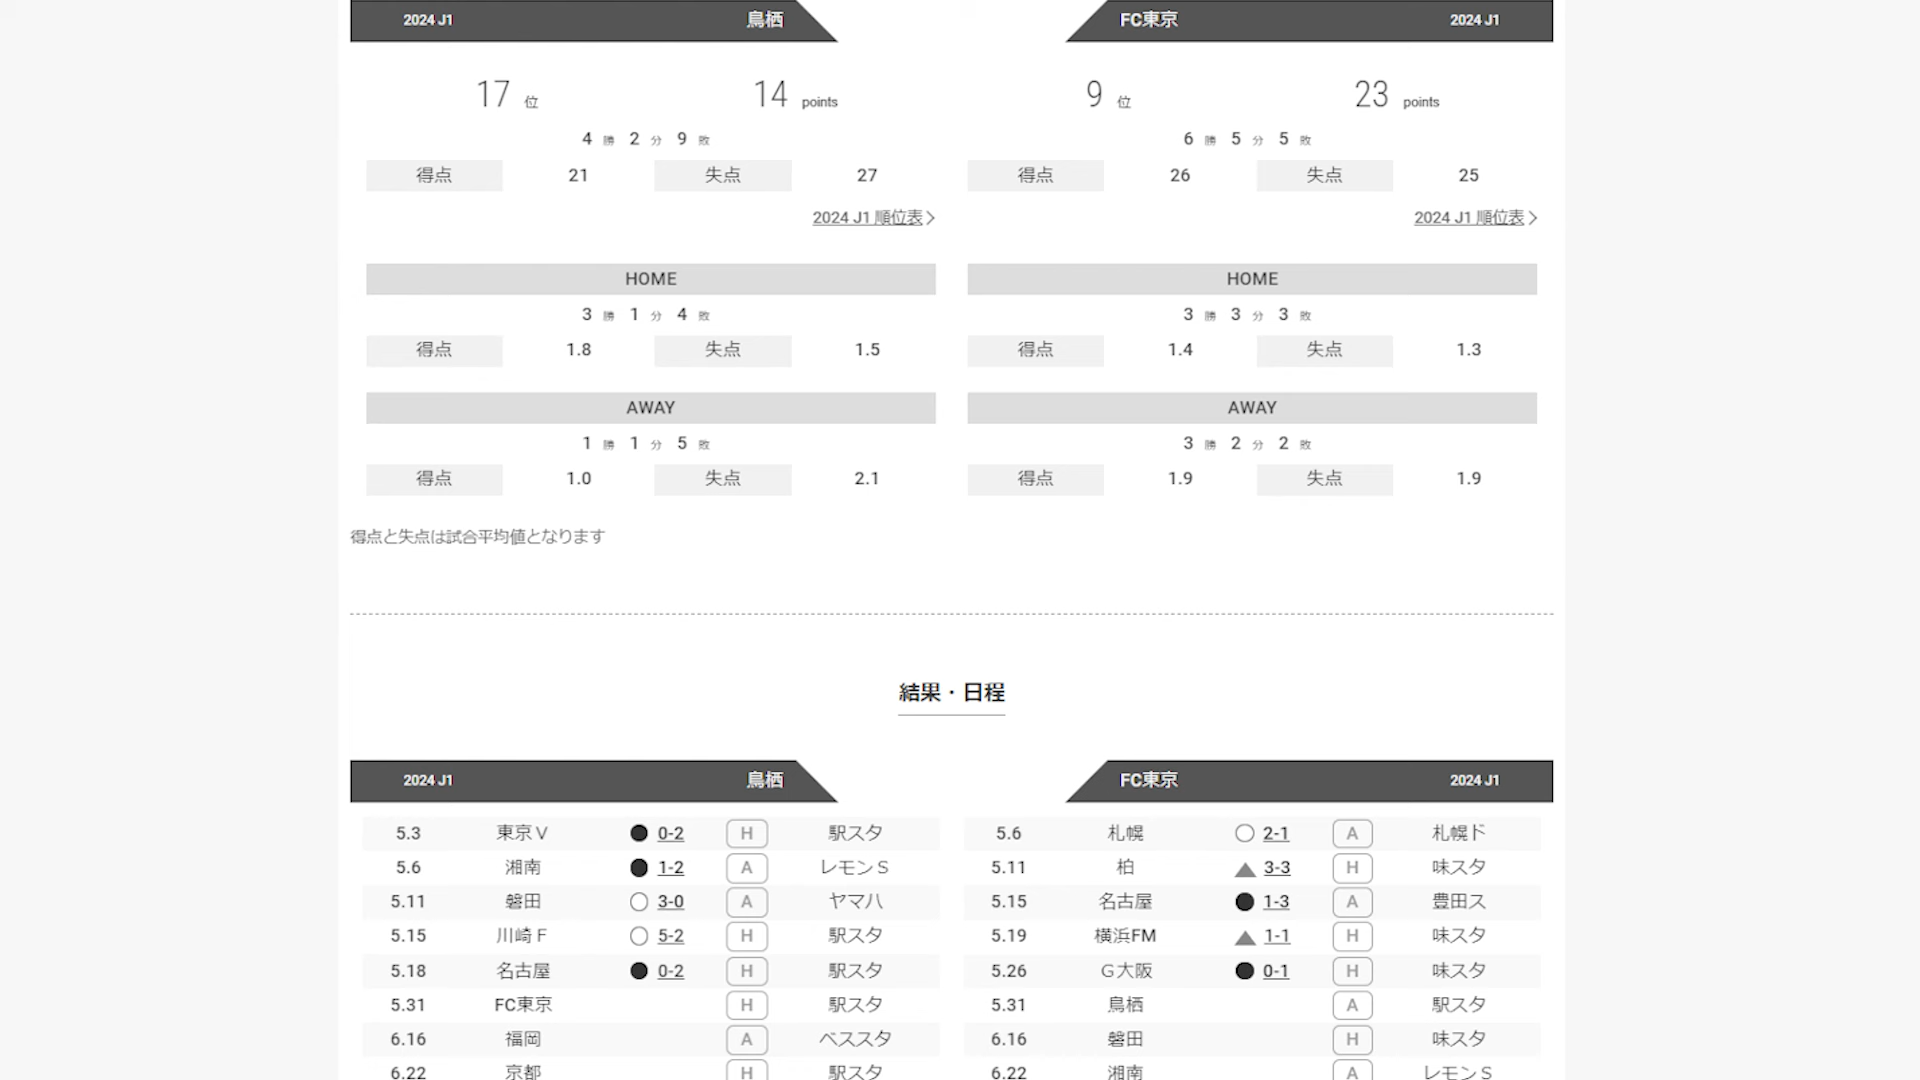 2024 J1 鳥栖 FC東京 2024 J1
17 位 14 points 9 位 23 points
4 勝 2 分 9 敗 6 勝 5 分 5 敗
得点 21 失点 27 得点 26 失点 25
2024 J1 順位表 2024 J1 順位表
HOME HOME
3 勝 1 分 4 敗 3 勝 3 分 3 敗
得点 1.8 失点 1.5 得点 1.4 失点 1.3
AWAY AWAY
1 勝 1 分 5 敗 3 勝 2 分 2 敗
得点 1.0 失点 2.1 得点 1.9 失点 1.9
得点と失点は試合平均値となります
結果・日程
2024 J1 鳥栖 FC東京 2024 J1
5.3 東京Ｖ ● 0-2 H 駅スタ 5.6 札幌 ○ 2-1 A 札幌ド
5.6 湘南 ● 1-2 A レモンＳ 5.11 柏 ▲ 3-3 H 味スタ
5.11 磐田 ○ 3-0 A ヤマハ 5.15 名古屋 ● 1-3 A 豊田ス
5.15 川崎Ｆ ○ 5-2 H 駅スタ 5.19 横浜FM ▲ 1-1 H 味スタ
5.18 名古屋 ● 0-2 H 駅スタ 5.26 Ｇ大阪 ● 0-1 H 味スタ
5.31 FC東京 H 駅スタ 5.31 鳥栖 A 駅スタ
6.16 福岡 A ベススタ 6.16 磐田 H 味スタ
6.22 京都 H 駅スタ 6.22 湘南 A レモンＳ